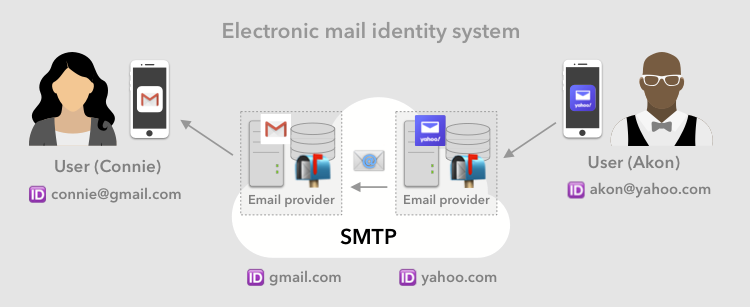 Electronic mail identity system
User (Connie)
ID connie@gmail.com
Email provider
ID gmail.com
SMTP
yahoo!
Email provider
ID yahoo.com
yahoo!
User (Akon)
ID akon@yahoo.com